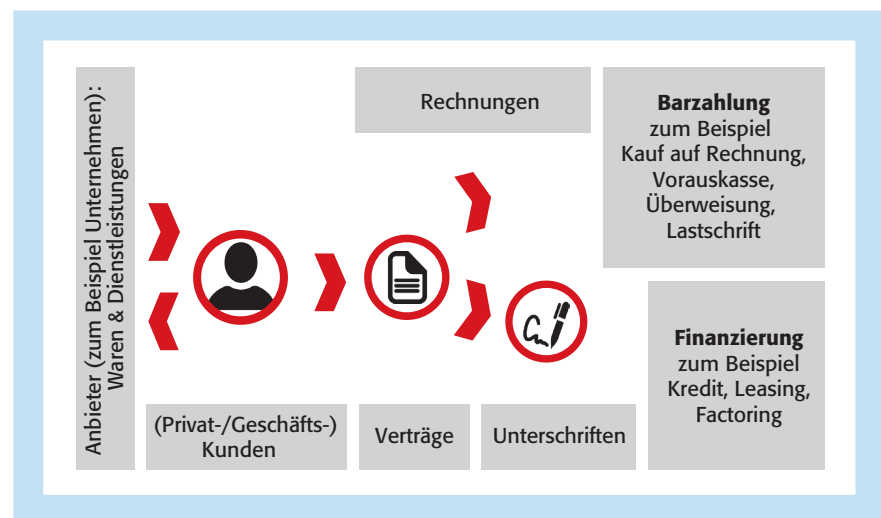 Anbieter (zum Beispiel Unternehmen):
Waren & Dienstleistungen
Rechnungen
Barzahlung
zum Beispiel
Kauf auf Rechnung,
Vorauskasse,
Überweisung,
Lastschrift
(Privat-/Geschäfts-)
Kunden
Verträge
Unterschriften
Finanzierung
zum Beispiel
Kredit, Leasing,
Factoring